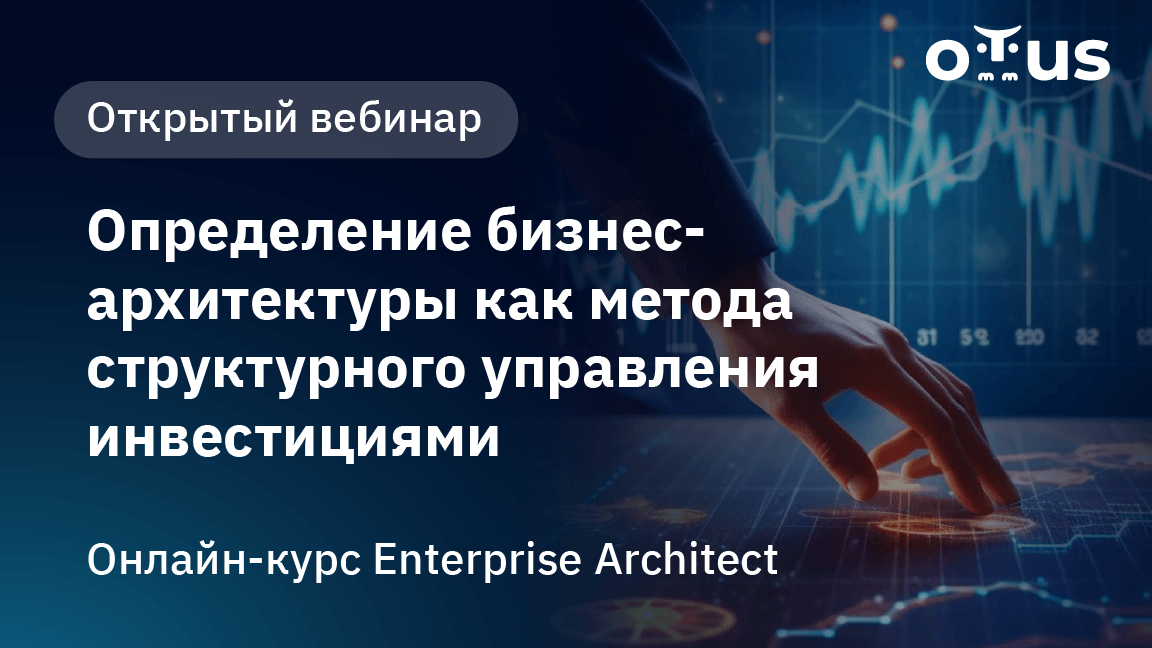 OTUS
Открытый вебинар
Определение бизнес-
архитектуры как метода
структурного управления
инвестициями
Онлайн-курс Enterprise Architect